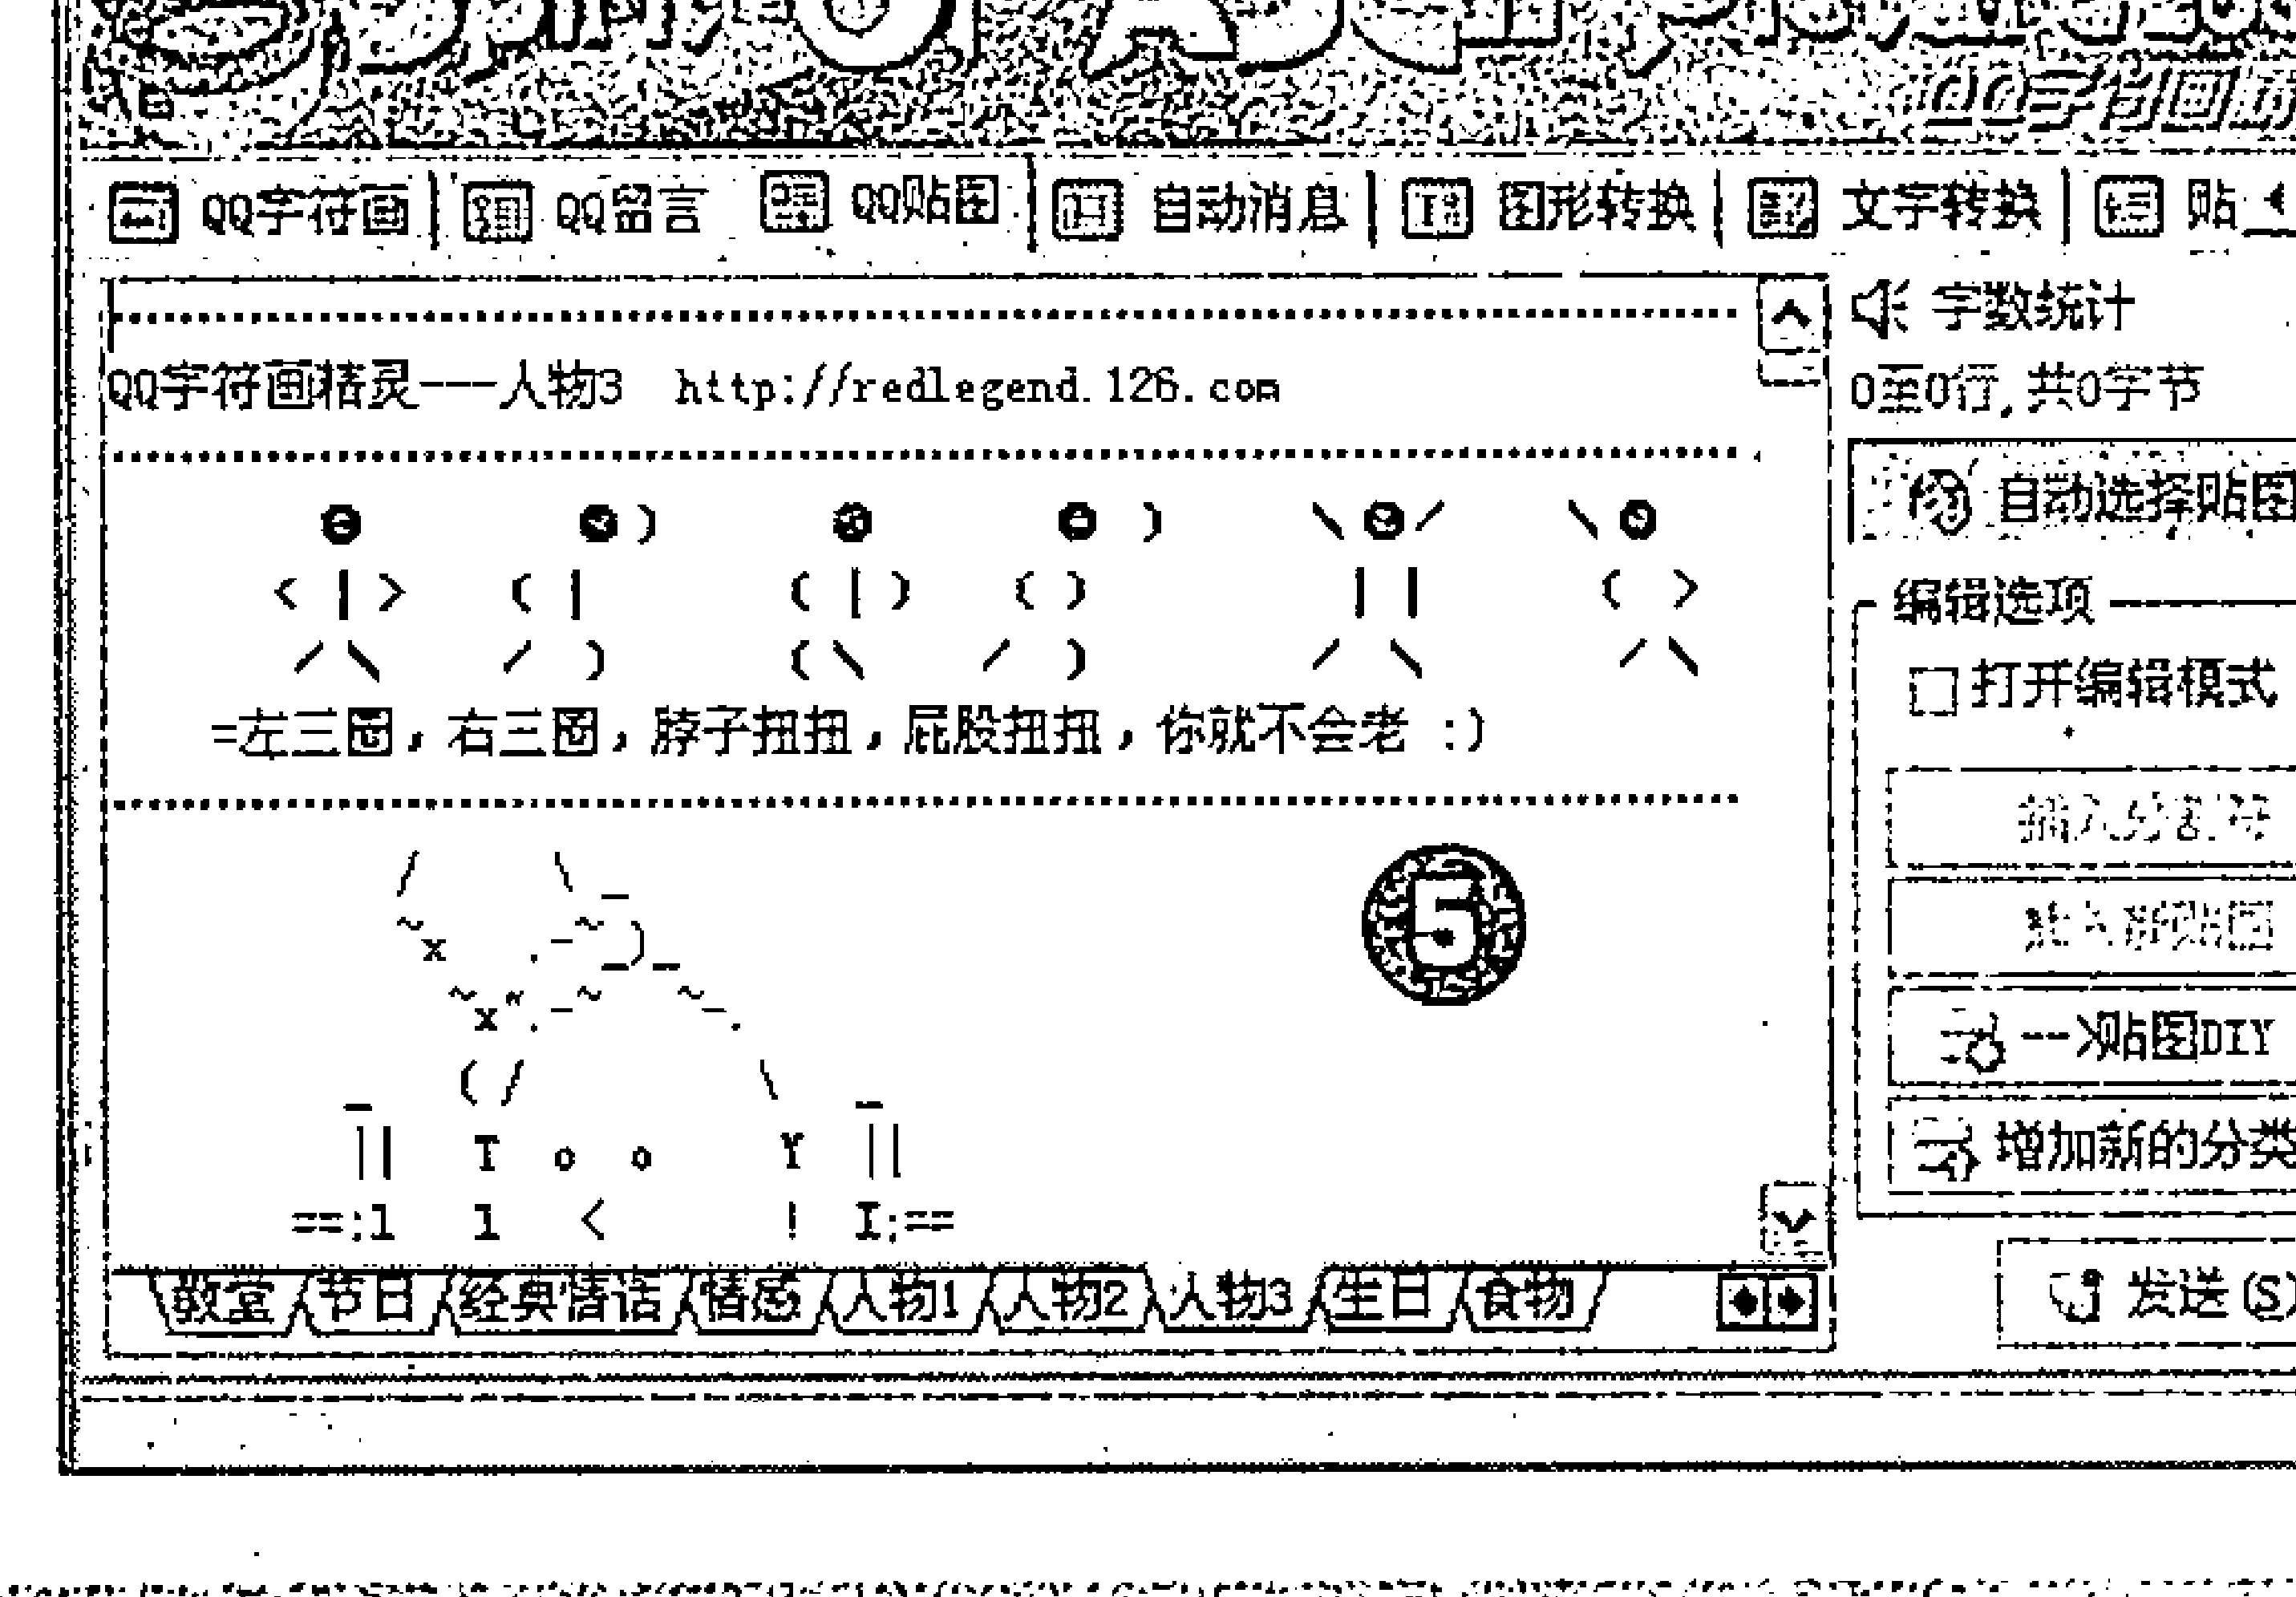 QQ字符画 QQ留言 QQ贴图 自动消息 图形转换 文字转换 贴
字数统计
0至0行,共0字节
QQ字符画精灵---人物3 http://redlegend.126.com
自动选择贴图
编辑选项
打开编辑模式
=左三圈，右三圈，脖子扭扭，屁股扭扭，你就不会老 :)
5
-->贴图DIY
T o o Y
==:l l < ! I:==
增加新的分类
教堂 节日 经典情话 情感 人物1 人物2 人物3 生日 食物
发送(S)